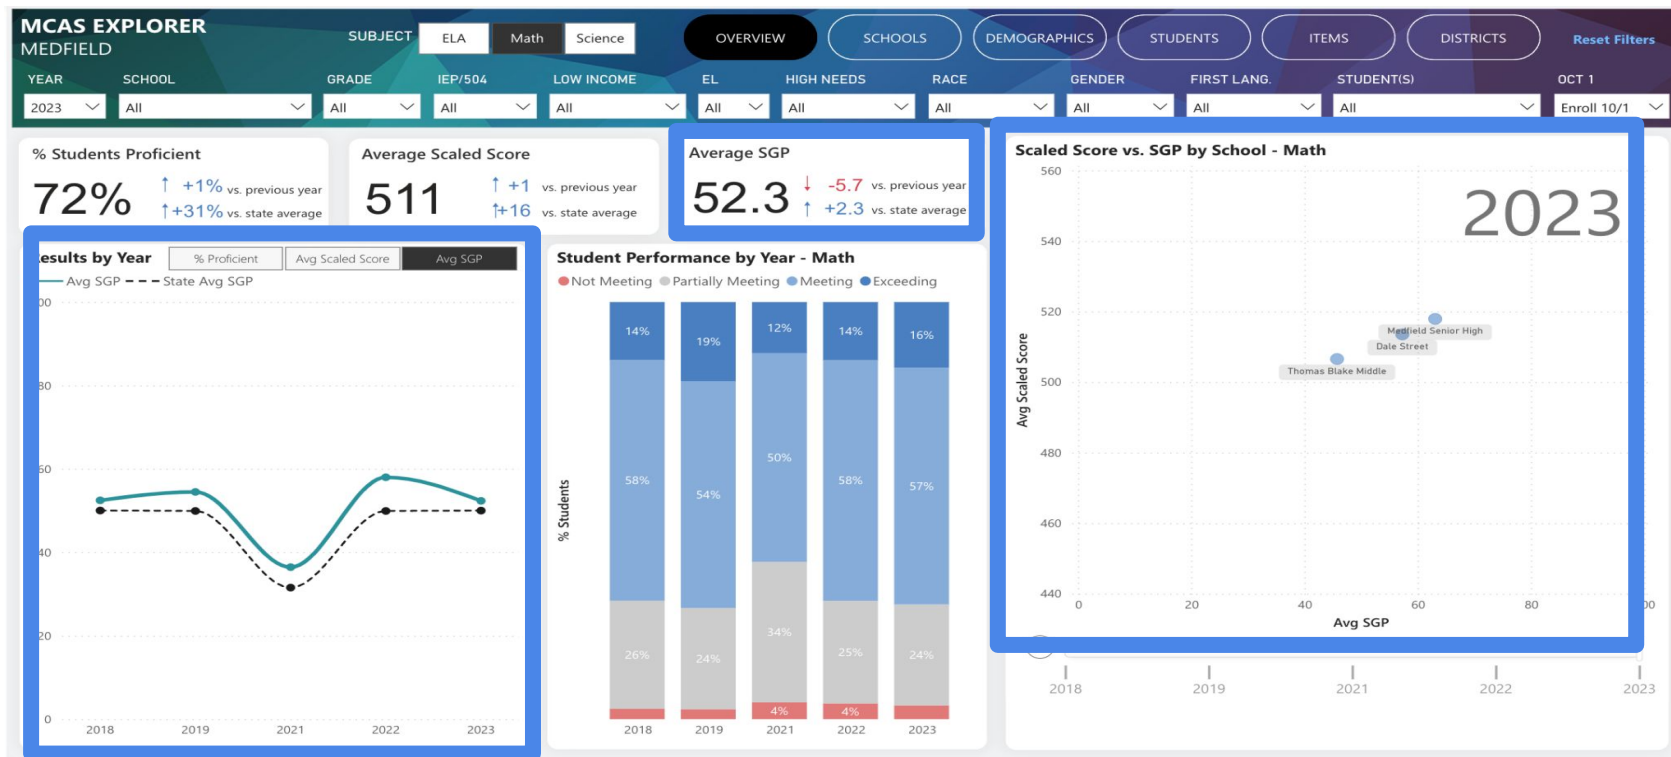 MCAS EXPLORER
MEDFIELD
SUBJECT
ELA
Math
Science
OVERVIEW
SCHOOLS
DEMOGRAPHICS
STUDENTS
ITEMS
DISTRICTS
Reset Filters
YEAR
SCHOOL
GRADE
IEP/504
LOW INCOME
EL
HIGH NEEDS
RACE
GENDER
FIRST LANG.
STUDENT(S)
OCT 1
2023
All
All
All
All
All
All
All
All
All
All
Enroll 10/1
% Students Proficient
72%
↑ +1% vs. previous year
↑+31% vs. state average
Average Scaled Score
511
↑ +1 vs. previous year
↑+16 vs. state average
Average SGP
52.3
↓ -5.7 vs. previous year
↑ +2.3 vs. state average
esults by Year
% Proficient
Avg Scaled Score
Avg SGP
Avg SGP
State Avg SGP
00
80
60
40
20
0
2018
2019
2021
2022
2023
Student Performance by Year - Math
Not Meeting
Partially Meeting
Meeting
Exceeding
% Students
14%
19%
12%
14%
16%
58%
54%
50%
58%
57%
26%
24%
34%
25%
24%
4%
4%
2018
2019
2021
2022
2023
Scaled Score vs. SGP by School - Math
2023
Avg Scaled Score
560
540
520
500
480
460
440
Medfield Senior High
Dale Street
Thomas Blake Middle
0
20
40
60
80
00
Avg SGP
2018
2019
2021
2022
2023